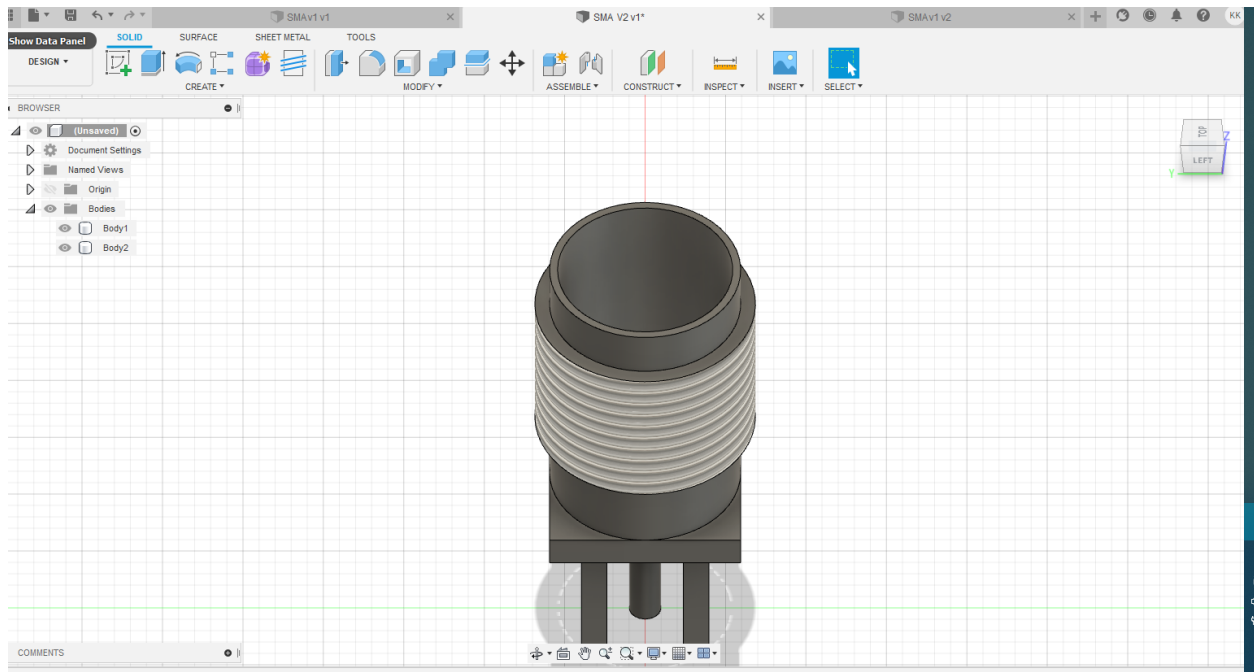 SMAv1 v1
SMA V2 v1*
SMAv1 v2
KK
Show Data Panel
SOLID
SURFACE
SHEET METAL
TOOLS
DESIGN
CREATE
MODIFY
ASSEMBLE
CONSTRUCT
INSPECT
INSERT
SELECT
BROWSER
(Unsaved)
Document Settings
Named Views
Origin
Bodies
Body1
Body2
TOP
LEFT
Z
Y
COMMENTS